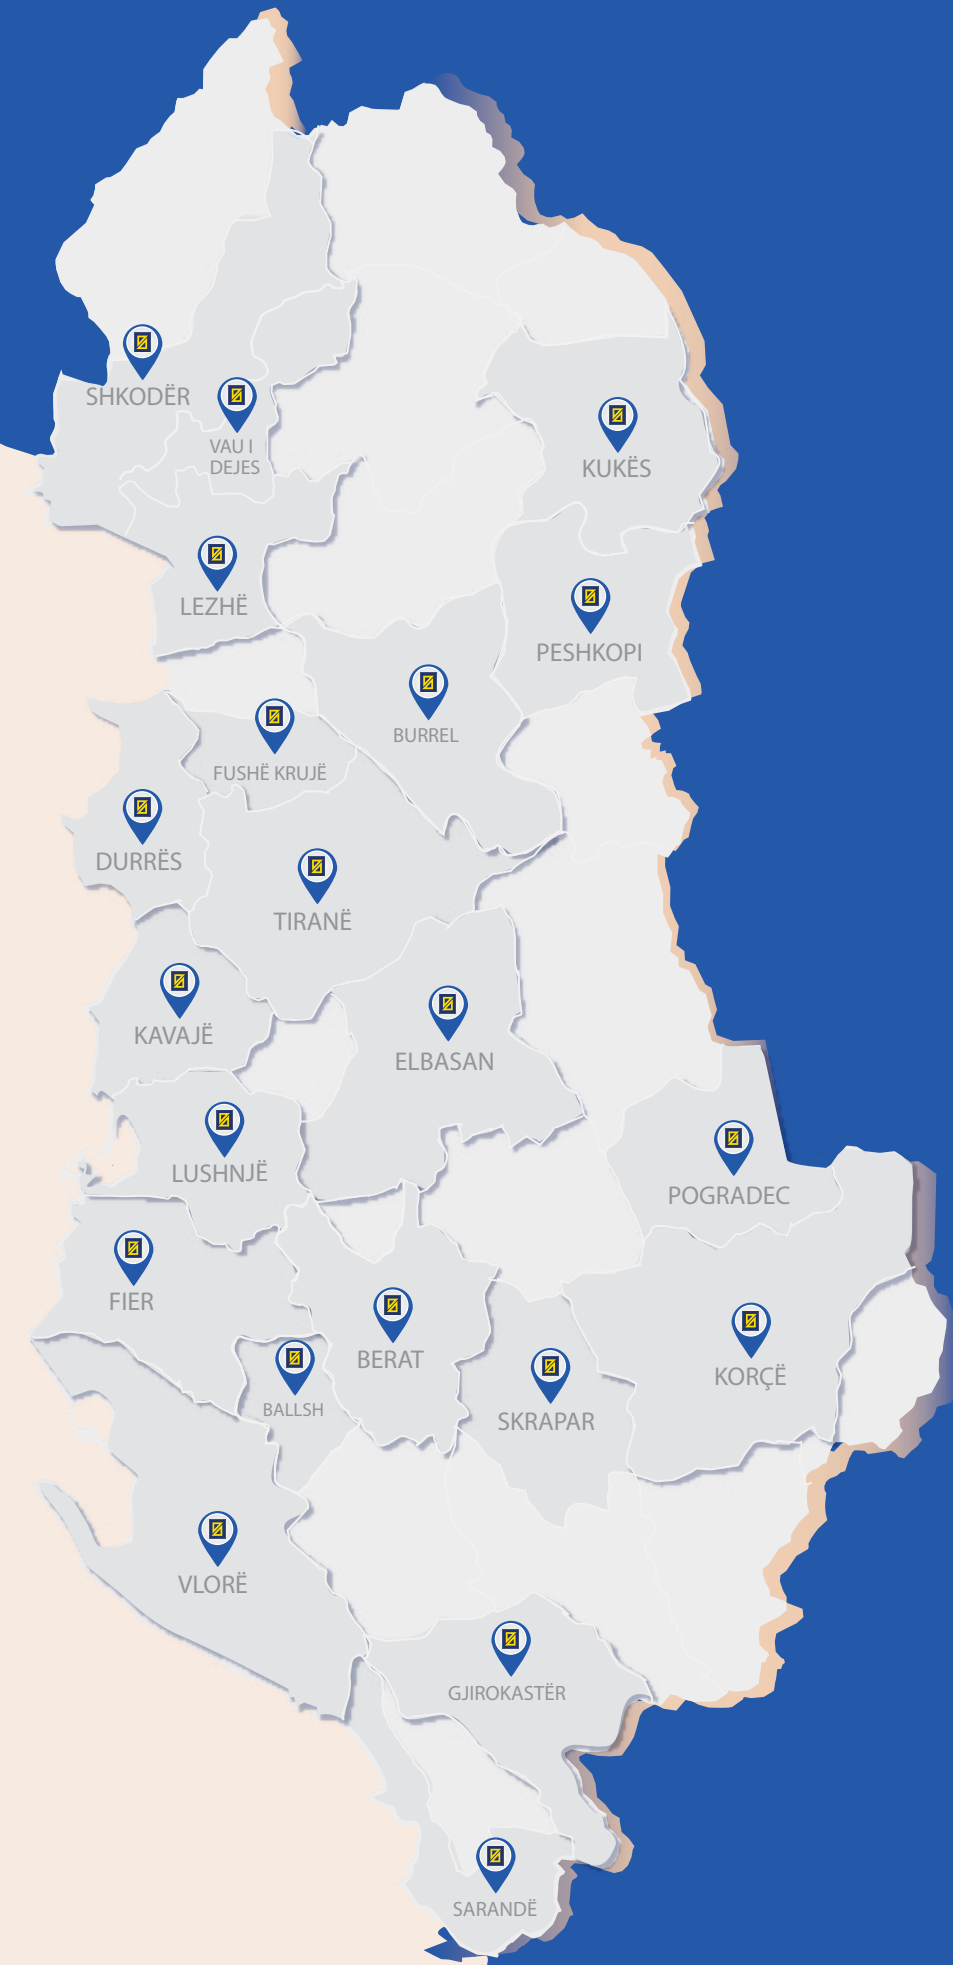 SHKODËR
VAU I
DEJES
KUKËS
LEZHË
PESHKOPI
BURREL
FUSHË KRUJË
DURRËS
TIRANË
KAVAJË
ELBASAN
LUSHNJË
POGRADEC
FIER
BERAT
KORÇË
BALLSH
SKRAPAR
VLORË
GJIROKASTËR
SARANDË